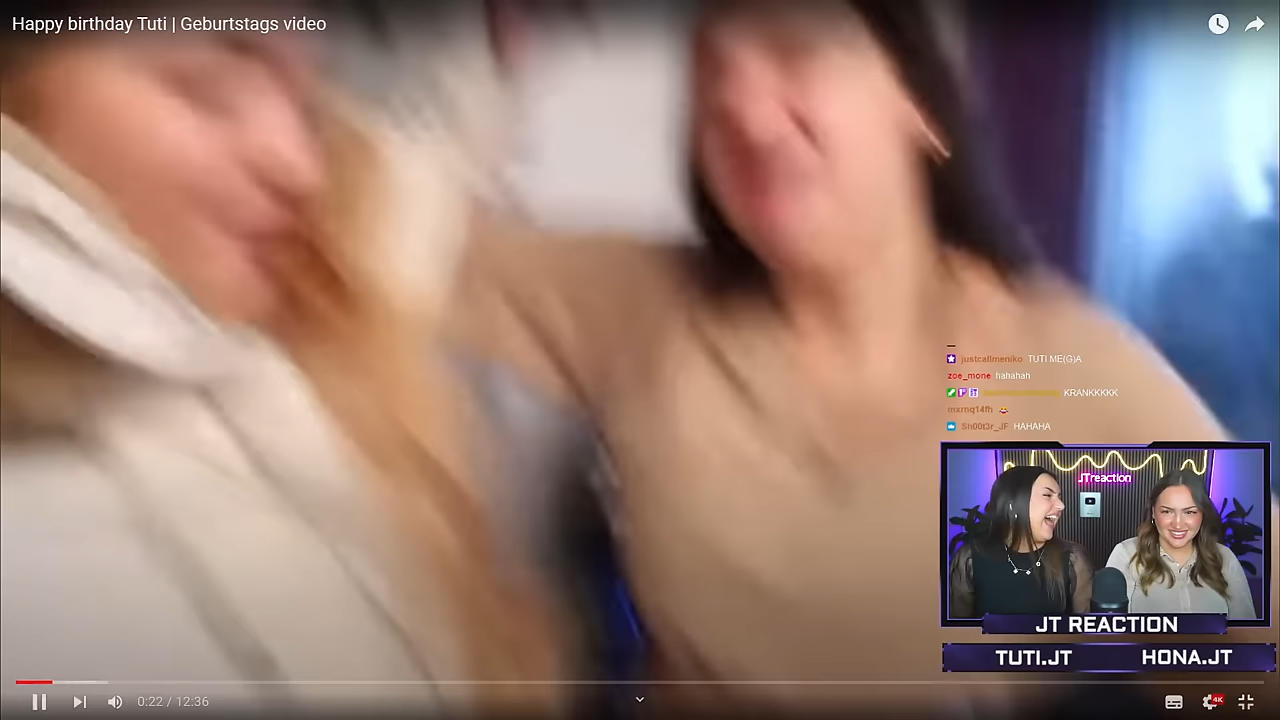 Happy birthday Tuti | Geburtstags video
justcallmeniko TUTI ME(G)A
zoe_mone hahahah
KRANKKKKK
mxrnq14fh
Sh00t3r_JF HAHAHA
JTreaction
JT REACTION
TUTI.JT HONA.JT
0:22 / 12:36
4K